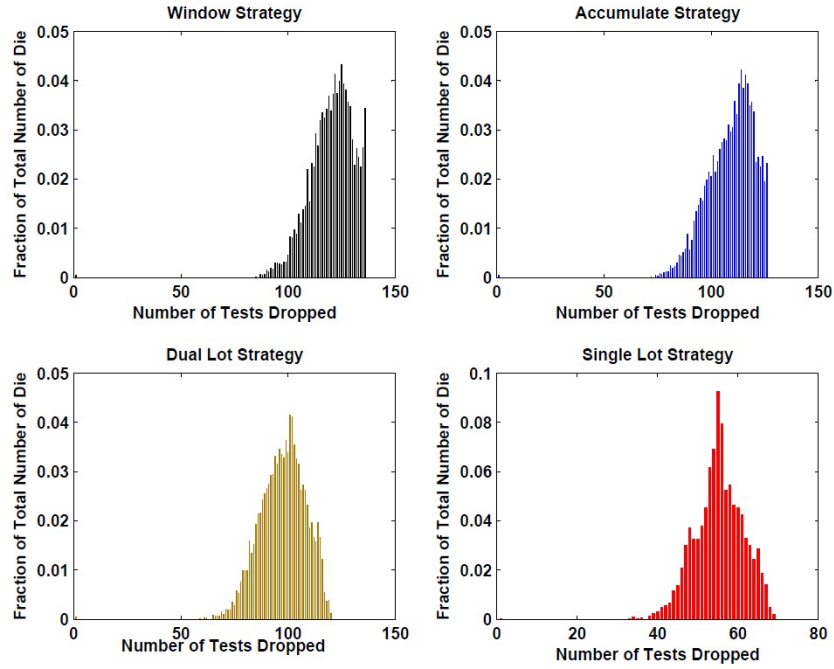 Window Strategy
Fraction of Total Number of Die
0.05
0.04
0.03
0.02
0.01
0
0 50 100 150
Number of Tests Dropped
Accumulate Strategy
Fraction of Total Number of Die
0.05
0.04
0.03
0.02
0.01
0
0 50 100 150
Number of Tests Dropped
Dual Lot Strategy
Fraction of Total Number of Die
0.05
0.04
0.03
0.02
0.01
0
0 50 100 150
Number of Tests Dropped
Single Lot Strategy
Fraction of Total Number of Die
0.1
0.08
0.06
0.04
0.02
0
0 20 40 60 80
Number of Tests Dropped